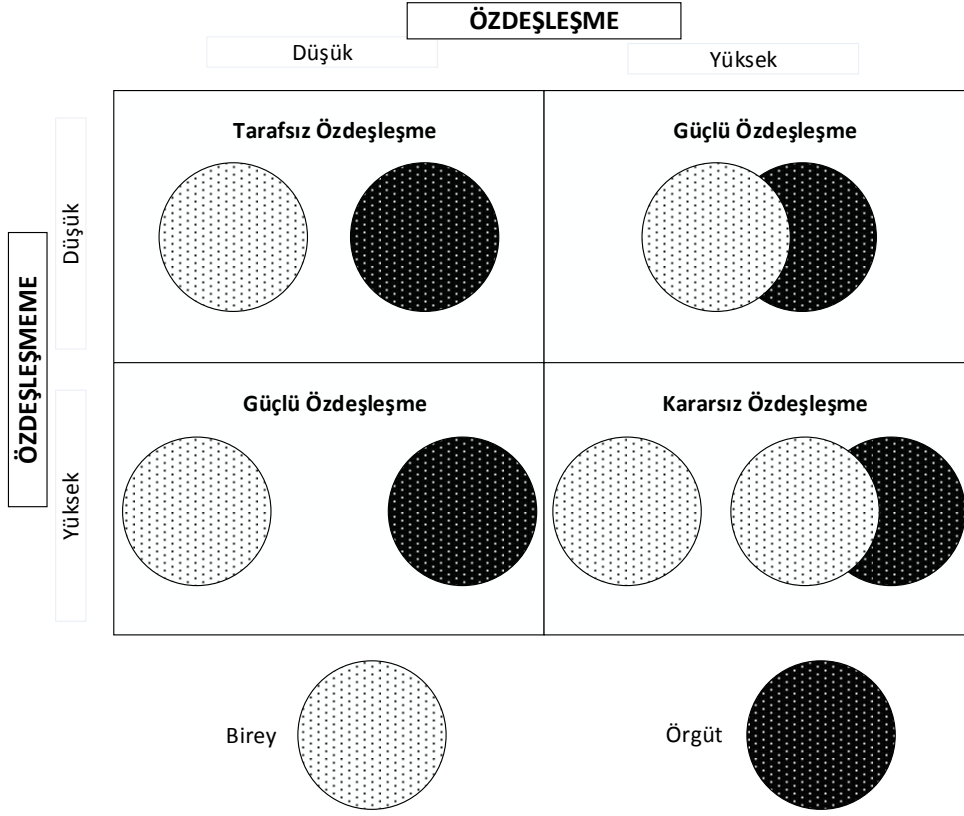 ÖZDEŞLEŞME
Düşük
Yüksek
ÖZDEŞLEŞMEME
Düşük
Yüksek
Tarafsız Özdeşleşme
Güçlü Özdeşleşme
Güçlü Özdeşleşme
Kararsız Özdeşleşme
Birey
Örgüt